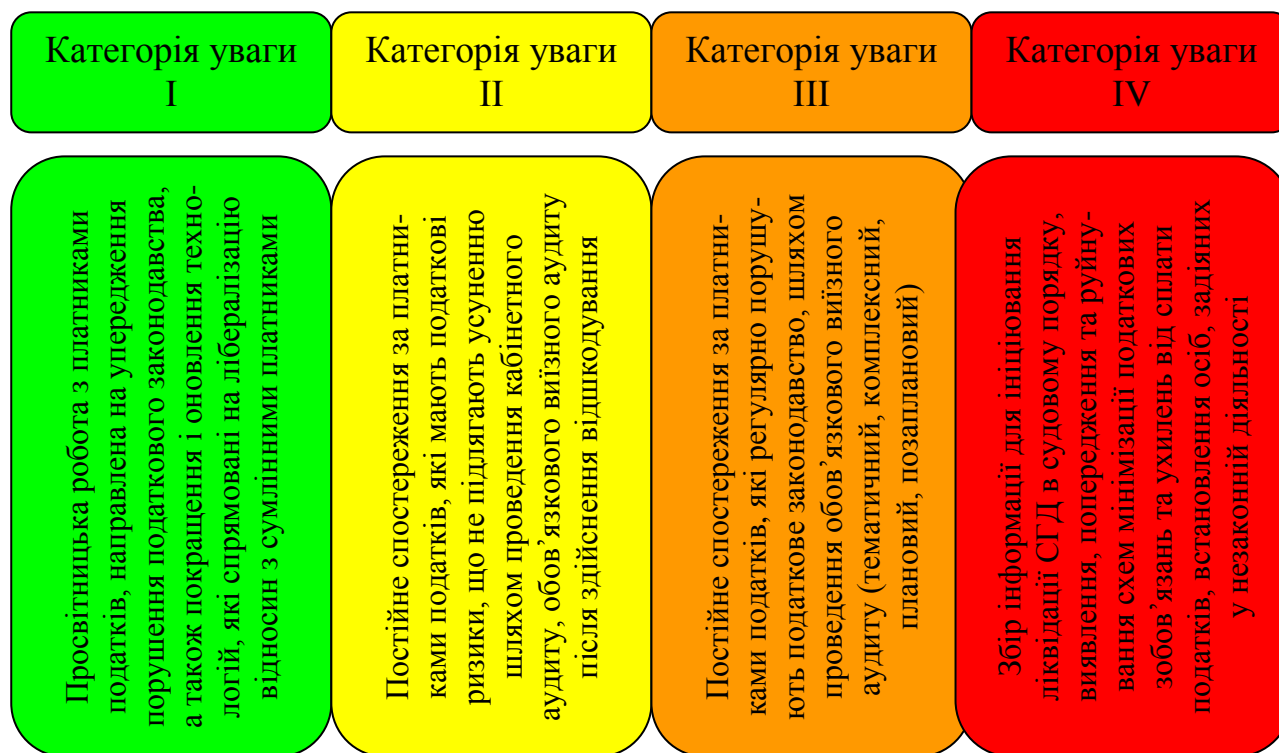 Категорія уваги
I
Категорія уваги
II
Категорія уваги
III
Категорія уваги
IV
Просвітницька робота з платниками
податків, направлена на упередження
порушення податкового законодавства,
а також покращення і оновлення техно-
логій, які спрямовані на лібералізацію
відносин з сумлінними платниками
Постійне спостереження за платни-
ками податків, які мають податкові
ризики, що не підлягають усуненню
шляхом проведення кабінетного
аудиту, обов’язкового виїзного аудиту
після здійснення відшкодування
Постійне спостереження за платни-
ками податків, які регулярно порушу-
ють податкове законодавство, шляхом
проведення обов’язкового виїзного
аудиту (тематичний, комплексний,
плановий, позаплановий)
Збір інформації для ініціювання
ліквідації СГД в судовому порядку,
виявлення, попередження та руйну-
вання схем мінімізації податкових
зобов’язань та ухилень від сплати
податків, встановлення осіб, задіяних
у незаконній діяльності